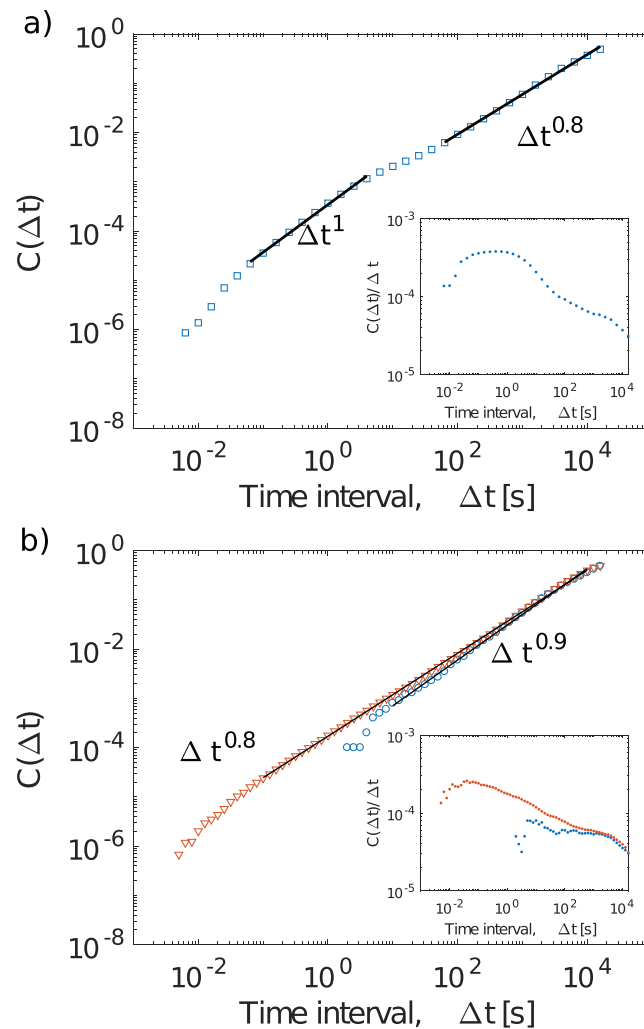 a)
10^0
10^-2
10^-4
10^-6
10^-8
C(Δt)
Δt^0.8
Δt^1
10^-3
10^-4
10^-5
C(Δt)/Δt
10^-2 10^0 10^2 10^4
Time interval, Δt [s]
10^-2 10^0 10^2 10^4
Time interval, Δt [s]
b)
10^0
10^-2
10^-4
10^-6
10^-8
C(Δt)
Δt^0.9
Δt^0.8
10^-3
10^-4
10^-5
C(Δt)/Δt
10^-2 10^0 10^2 10^4
Time interval, Δt [s]
10^-2 10^0 10^2 10^4
Time interval, Δt [s]